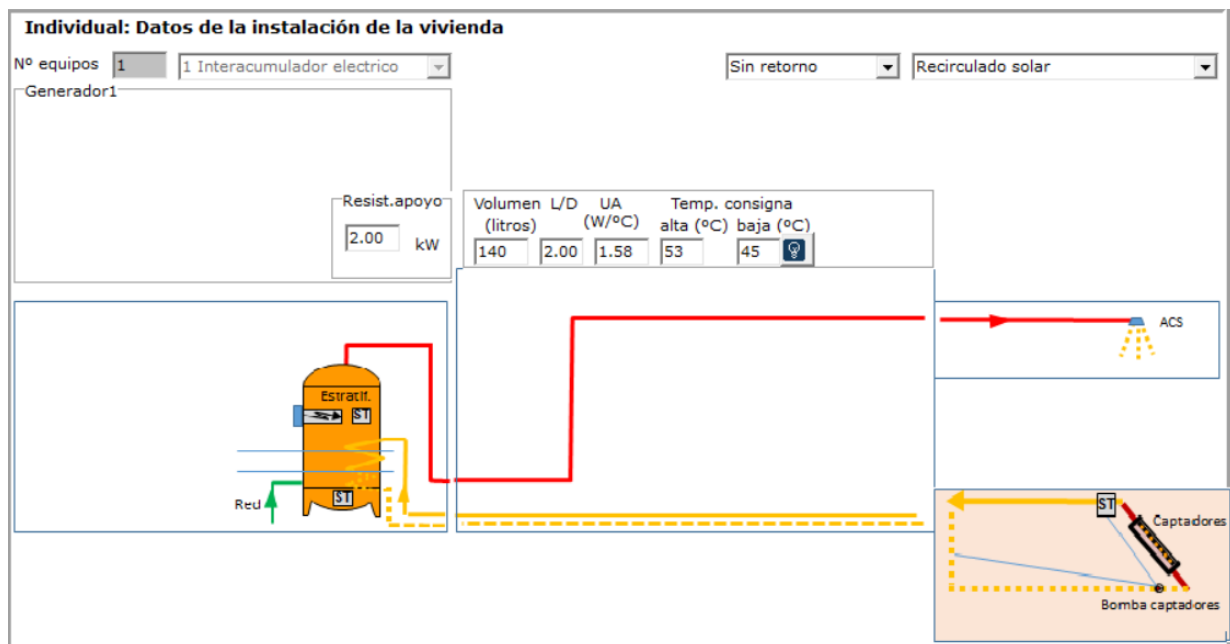 Individual: Datos de la instalación de la vivienda
Nº equipos 1 1 Interacumulador electrico Sin retorno Recirculado solar
Generador1
Resist.apoyo Volumen L/D UA Temp. consigna
(litros) (W/ºC) alta (ºC) baja (ºC)
2.00 kW 140 2.00 1.58 53 45
ACS
Estratif.
ST
Red ST
ST
Captadores
Bomba captadores